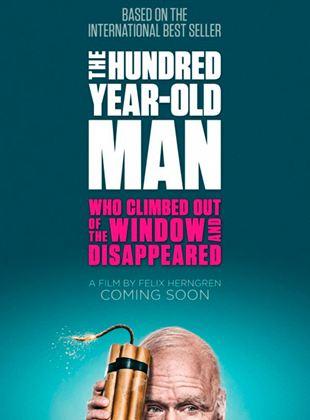 BASED ON THE
INTERNATIONAL BEST SELLER
THE HUNDRED
YEAR-OLD
MAN
WHO CLIMBED OUT
OF THE WINDOW AND
DISAPPEARED
A FILM BY FELIX HERNGREN
COMING SOON